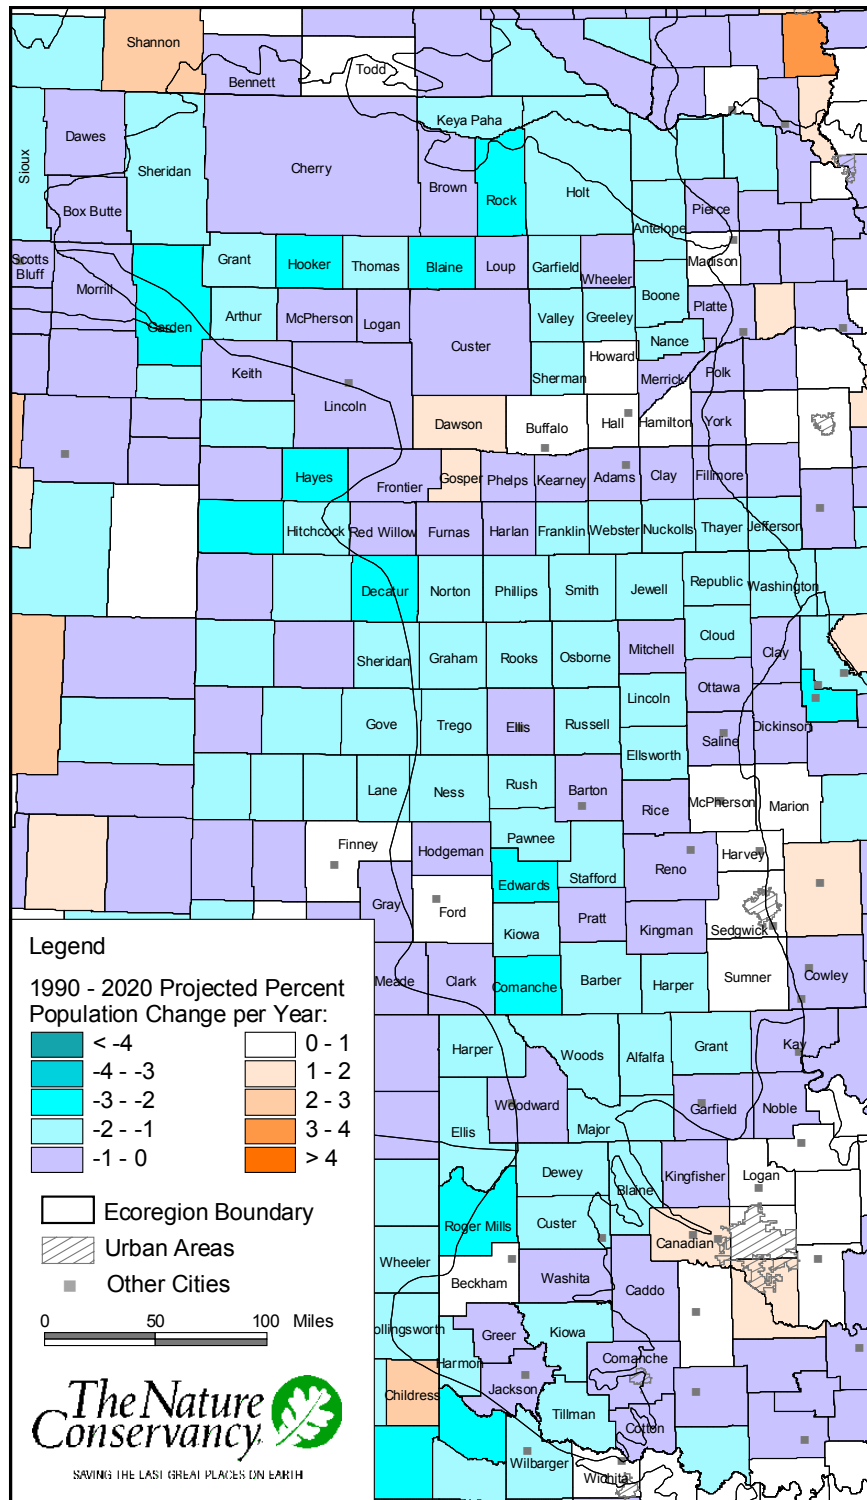 Shannon
Bennett
Todd
Keya Paha
Sioux
Dawes
Sheridan
Cherry
Brown
Rock
Holt
Box Butte
Antelope
Pierce
Scotts
Bluff
Morrill
Garden
Grant
Hooker
Thomas
Blaine
Loup
Garfield
Wheeler
Madison
Boone
Platte
Arthur
McPherson
Logan
Custer
Valley
Greeley
Nance
Keith
Lincoln
Sherman
Howard
Merrick
Polk
Dawson
Buffalo
Hall
Hamilton
York
Hayes
Frontier
Gosper
Phelps
Kearney
Adams
Clay
Fillmore
Hitchcock
Red Willow
Furnas
Harlan
Franklin
Webster
Nuckolls
Thayer
Jefferson
Decatur
Norton
Phillips
Smith
Jewell
Republic
Washington
Sheridan
Graham
Rooks
Osborne
Mitchell
Cloud
Clay
Gove
Trego
Ellis
Russell
Lincoln
Ottawa
Saline
Dickinson
Ellsworth
Lane
Ness
Rush
Barton
Rice
McPherson
Marion
Finney
Hodgeman
Pawnee
Stafford
Reno
Harvey
Edwards
Gray
Ford
Kiowa
Pratt
Kingman
Sedgwick
Meade
Clark
Comanche
Barber
Harper
Sumner
Cowley
Harper
Woods
Alfalfa
Grant
Kay
Ellis
Woodward
Major
Garfield
Noble
Dewey
Blaine
Kingfisher
Logan
Roger Mills
Custer
Canadian
Wheeler
Beckham
Washita
Caddo
ollingsworth
Greer
Kiowa
Comanche
Harmon
Childress
Jackson
Tillman
Cotton
Wilbarger
Wichita
Legend
1990 - 2020 Projected Percent
Population Change per Year:
< -4
-4 - -3
-3 - -2
-2 - -1
-1 - 0
0 - 1
1 - 2
2 - 3
3 - 4
> 4
Ecoregion Boundary
Urban Areas
Other Cities
0 50 100 Miles
The Nature
Conservancy
SAVING THE LAST GREAT PLACES ON EARTH